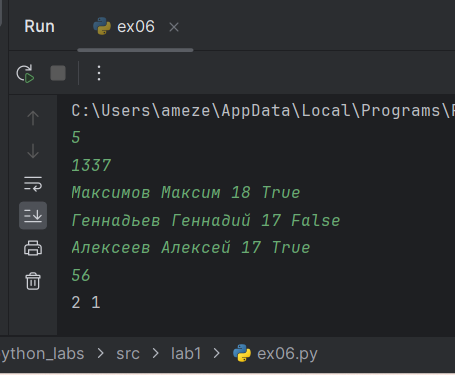 Run ex06
C:\Users\ameze\AppData\Local\Programs\
5
1337
Максимов Максим 18 True
Геннадьев Геннадий 17 False
Алексеев Алексей 17 True
56
2 1
ython_labs > src > lab1 > ex06.py